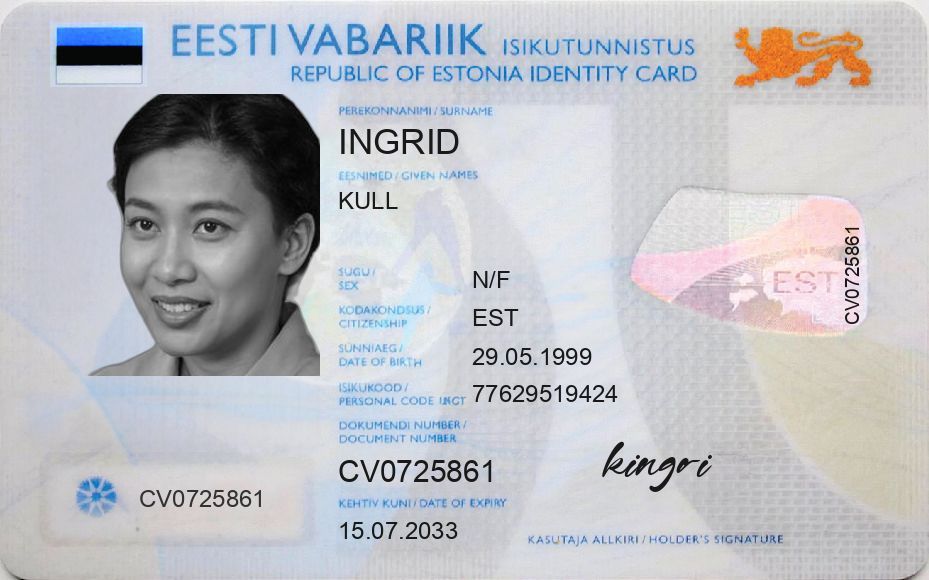 EESTI VABARIIK ISIKUTUNNISTUS
REPUBLIC OF ESTONIA IDENTITY CARD
PEREKONNANIMI / SURNAME
INGRID
EESNIMED / GIVEN NAMES
KULL
SUGU /
SEX
N/F
KODAKONDSUS /
CITIZENSHIP
EST
SÜNNIAEG /
DATE OF BIRTH
29.05.1999
ISIKUKOOD /
PERSONAL CODE
77629519424
DOKUMENDI NUMBER /
DOCUMENT NUMBER
CV0725861
KEHTIV KUNI / DATE OF EXPIRY
15.07.2033
CV0725861
EST
CV0725861
kingri
KASUTAJA ALLKIRI / HOLDER'S SIGNATURE